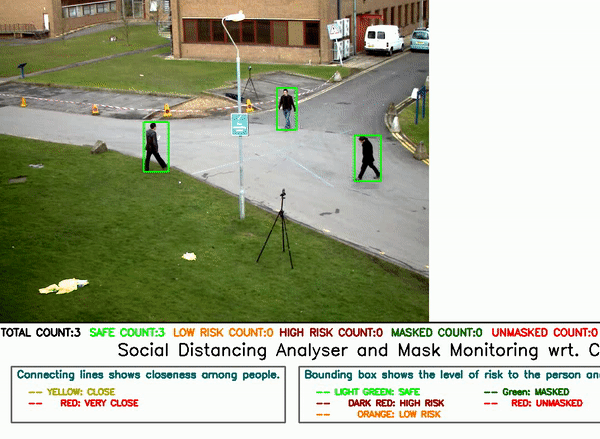 TOTAL COUNT:3 SAFE COUNT:3 LOW RISK COUNT:0 HIGH RISK COUNT:0 MASKED COUNT:0 UNMASKED COUNT:0
Social Distancing Analyser and Mask Monitoring wrt. C
Connecting lines shows closeness among people.
-- YELLOW: CLOSE
-- RED: VERY CLOSE
Bounding box shows the level of risk to the person an
-- LIGHT GREEN: SAFE -- Green: MASKED
-- DARK RED: HIGH RISK -- RED: UNMASKED
-- ORANGE: LOW RISK